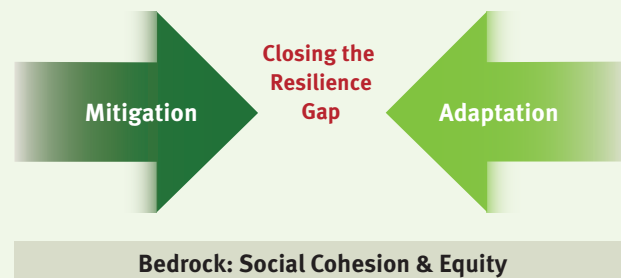 Closing the
Resilience
Gap
Mitigation
Adaptation
Bedrock: Social Cohesion & Equity